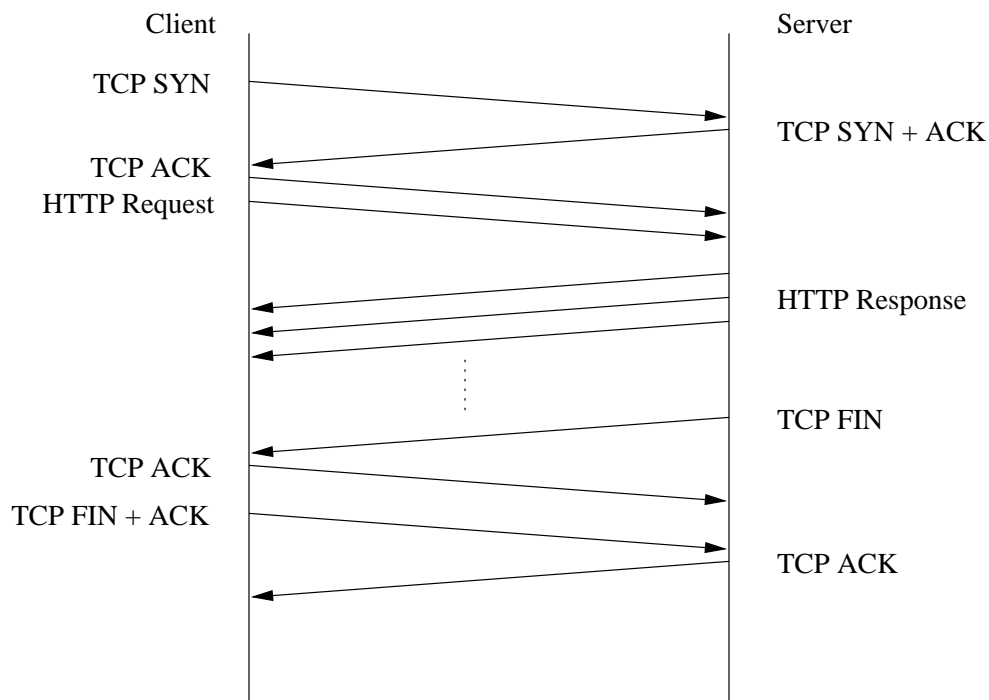 Client
Server
TCP SYN
TCP SYN + ACK
TCP ACK
HTTP Request
HTTP Response
TCP FIN
TCP ACK
TCP FIN + ACK
TCP ACK